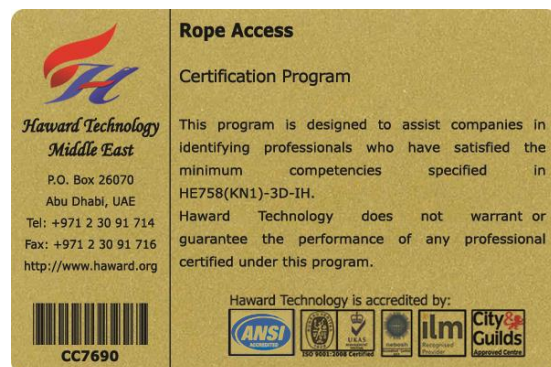 Haward Technology
Middle East
P.O. Box 26070
Abu Dhabi, UAE
Tel: +971 2 30 91 714
Fax: +971 2 30 91 716
http://www.haward.org
CC7690
Rope Access
Certification Program
This program is designed to assist companies in
identifying professionals who have satisfied the
minimum competencies specified in
HE758(KN1)-3D-IH.
Haward Technology does not warrant or
guarantee the performance of any professional
certified under this program.
Haward Technology is accredited by:
ANSI
ACCREDITED
ISO 9001:2008 Certified
UKAS
ilm
Recognised
Provider
City&
Guilds
Approved Centre